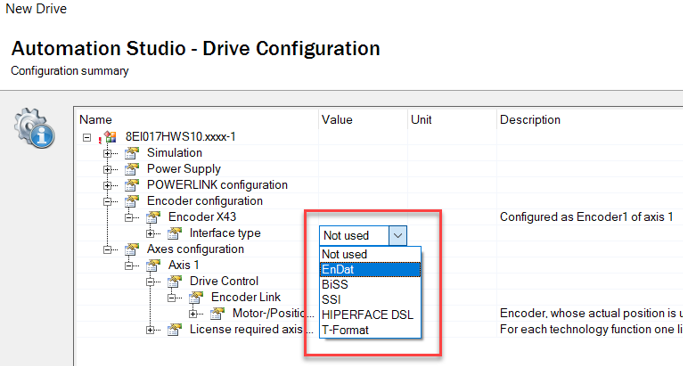 New Drive
Automation Studio - Drive Configuration
Configuration summary
Name Value Unit Description
8EI017HWS10.xxxx-1
Simulation
Power Supply
POWERLINK configuration
Encoder configuration
Encoder X43 Configured as Encoder1 of axis 1
Interface type Not used
Axes configuration Not used
Axis 1 EnDat
Drive Control BiSS
Encoder Link SSI
Motor-/Positio... HIPERFACE DSL Encoder, whose actual position is u
License required axis ... T-Format For each technology function one li